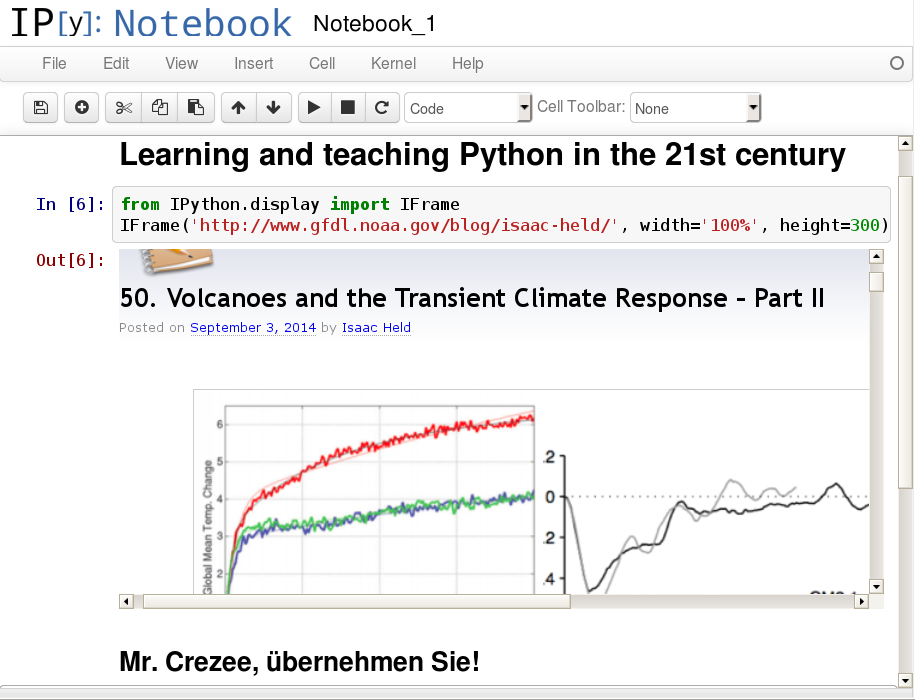 IP[y]: Notebook Notebook_1
File Edit View Insert Cell Kernel Help
Code Cell Toolbar: None
Learning and teaching Python in the 21st century
In [6]: from IPython.display import IFrame
IFrame('http://www.gfdl.noaa.gov/blog/isaac-held/', width='100%', height=300)
Out[6]:
50. Volcanoes and the Transient Climate Response – Part II
Posted on September 3, 2014 by Isaac Held
Global Mean Temp. Change
6
5
4
3
2
.2
0
.2
.4
Mr. Crezee, übernehmen Sie!